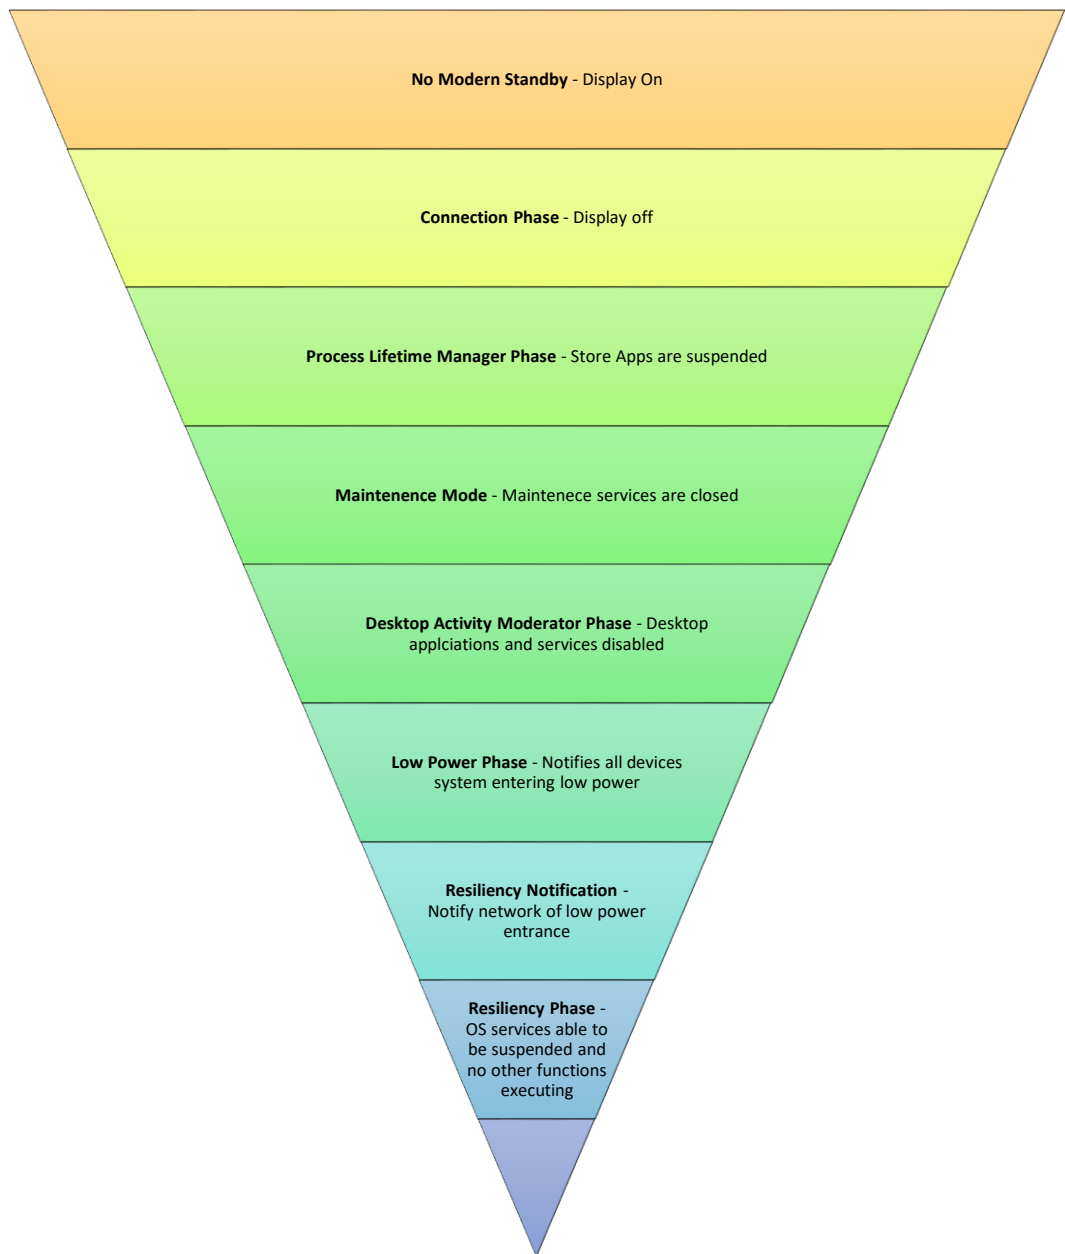 No Modern Standby - Display On
Connection Phase - Display off
Process Lifetime Manager Phase - Store Apps are suspended
Maintenence Mode - Maintenece services are closed
Desktop Activity Moderator Phase - Desktop
applciations and services disabled
Low Power Phase - Notifies all devices
system entering low power
Resiliency Notification -
Notify network of low power
entrance
Resiliency Phase -
OS services able to
be suspended and
no other functions
executing